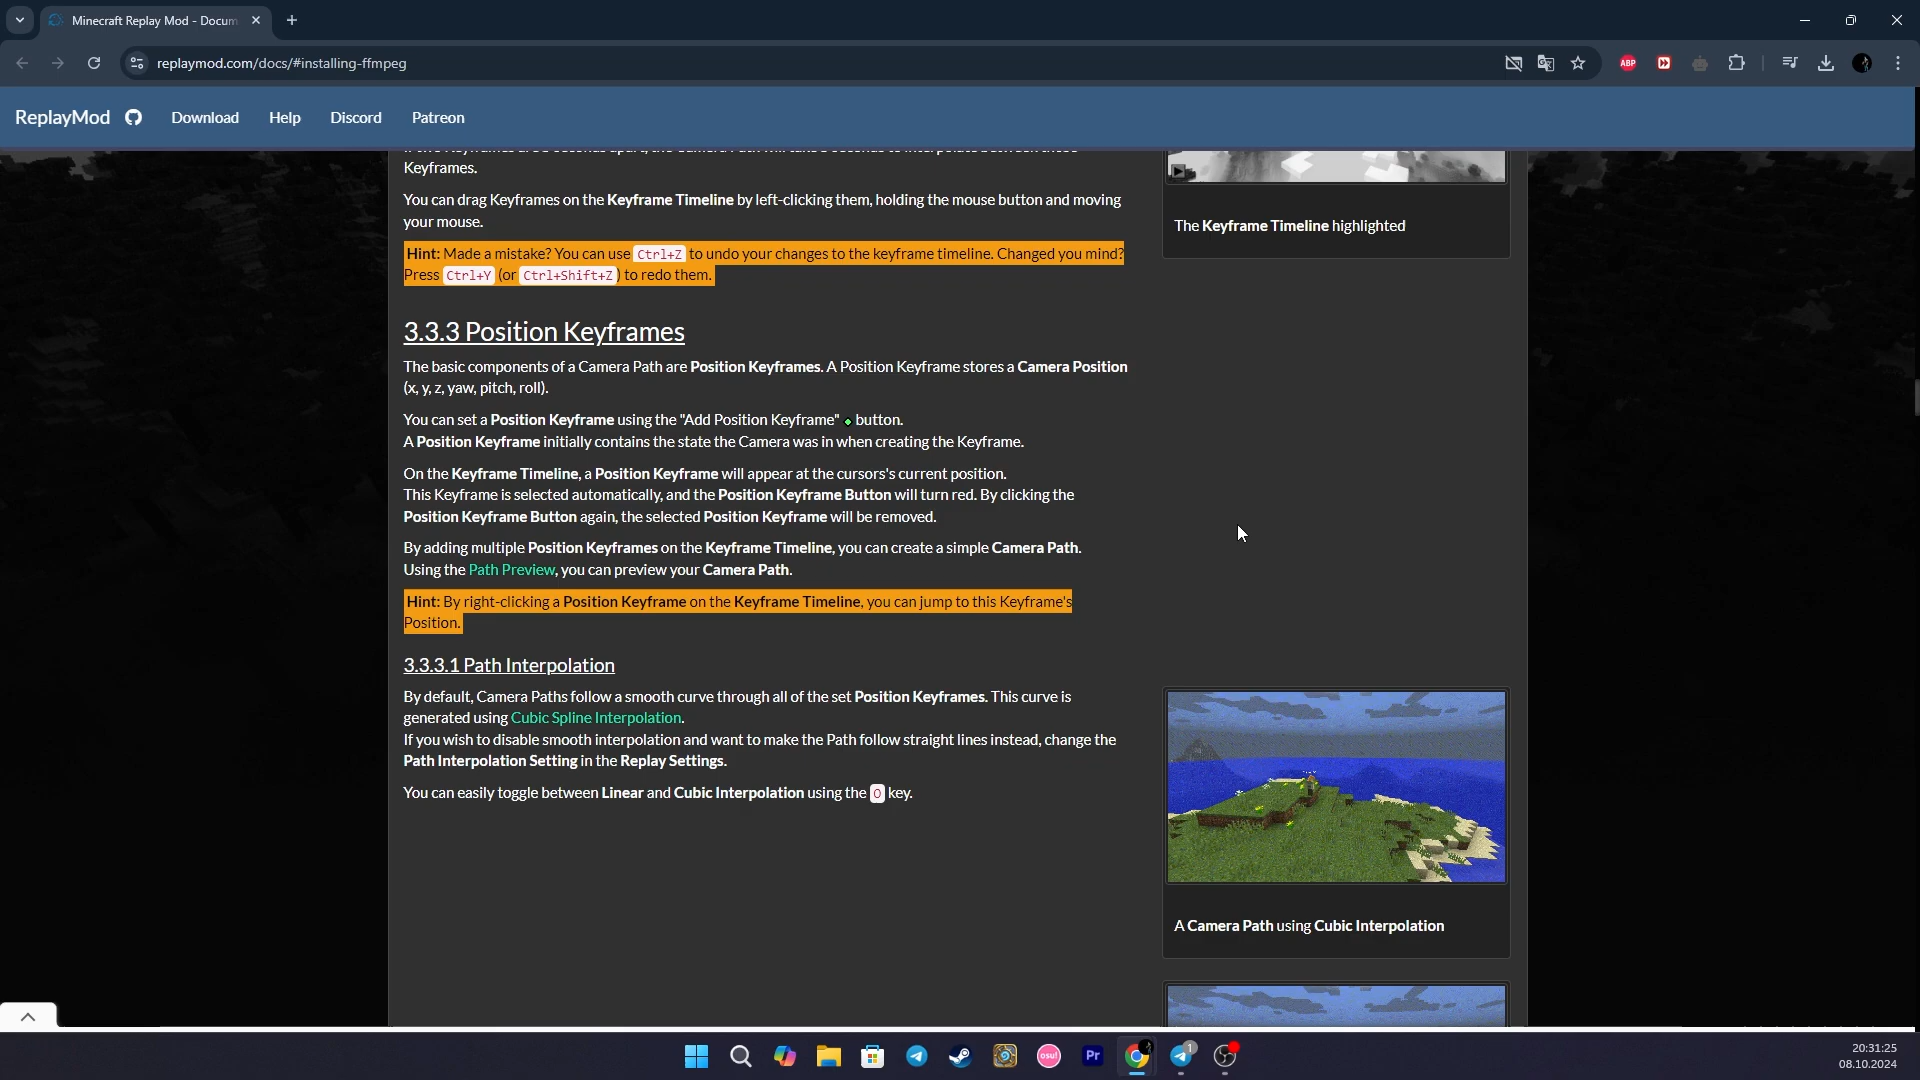 Minecraft Replay Mod - Docum
replaymod.com/docs/#installing-ffmpeg
ABP
ReplayMod Download Help Discord Patreon
Keyframes.
You can drag Keyframes on the Keyframe Timeline by left-clicking them, holding the mouse button and moving
your mouse.
The Keyframe Timeline highlighted
Hint: Made a mistake? You can use Ctrl+Z to undo your changes to the keyframe timeline. Changed you mind?
Press Ctrl+Y (or Ctrl+Shift+Z) to redo them.
3.3.3 Position Keyframes
The basic components of a Camera Path are Position Keyframes. A Position Keyframe stores a Camera Position
(x, y, z, yaw, pitch, roll).
You can set a Position Keyframe using the "Add Position Keyframe" button.
A Position Keyframe initially contains the state the Camera was in when creating the Keyframe.
On the Keyframe Timeline, a Position Keyframe will appear at the cursors's current position.
This Keyframe is selected automatically, and the Position Keyframe Button will turn red. By clicking the
Position Keyframe Button again, the selected Position Keyframe will be removed.
By adding multiple Position Keyframes on the Keyframe Timeline, you can create a simple Camera Path.
Using the Path Preview, you can preview your Camera Path.
Hint: By right-clicking a Position Keyframe on the Keyframe Timeline, you can jump to this Keyframe's
Position.
3.3.3.1 Path Interpolation
By default, Camera Paths follow a smooth curve through all of the set Position Keyframes. This curve is
generated using Cubic Spline Interpolation.
If you wish to disable smooth interpolation and want to make the Path follow straight lines instead, change the
Path Interpolation Setting in the Replay Settings.
You can easily toggle between Linear and Cubic Interpolation using the O key.
A Camera Path using Cubic Interpolation
osu!
Pr
1
20:31:25
08.10.2024